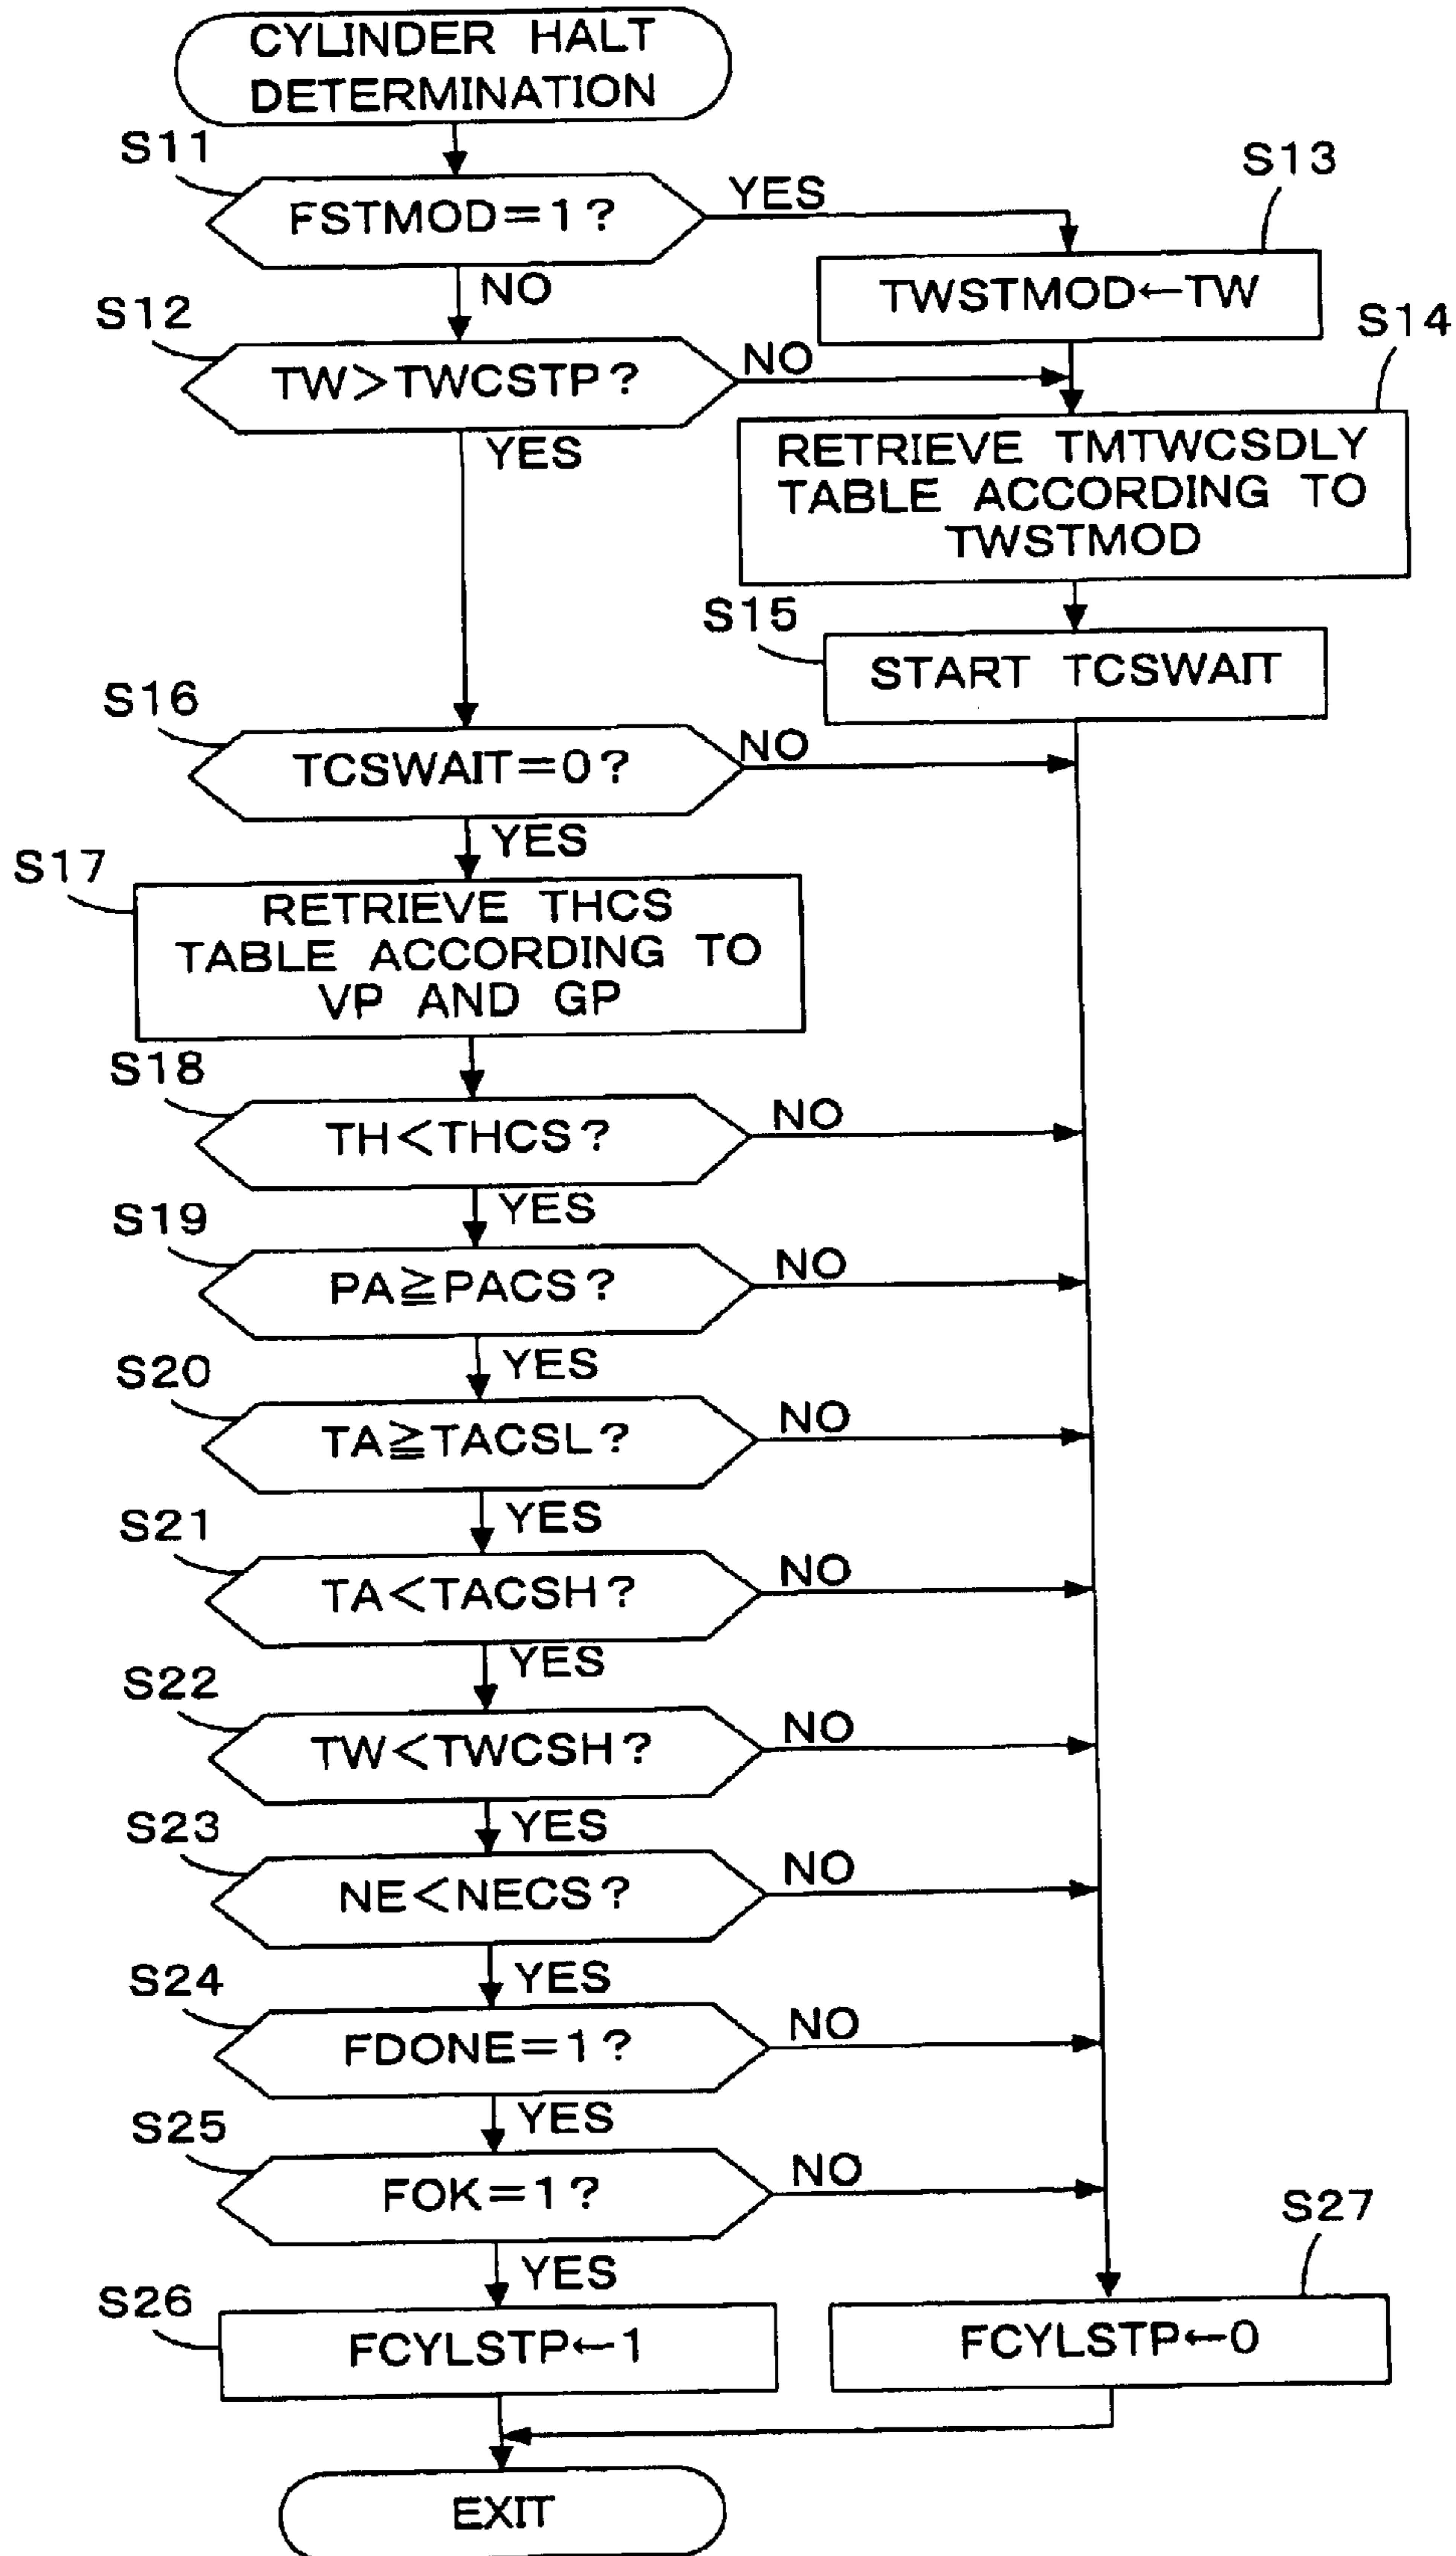 CYLINDER HALT
DETERMINATION
S11
FSTMOD=1?
YES
S13
NO
TWSTMOD←TW
S12
TW>TWCSTP?
NO
S14
YES
RETRIEVE TMTWCSDLY
TABLE ACCORDING TO
TWSTMOD
S15
START TCSWAIT
S16
TCSWAIT=0?
NO
YES
S17
RETRIEVE THCS
TABLE ACCORDING TO
VP AND GP
S18
TH<THCS?
NO
YES
S19
PA≧PACS?
NO
YES
S20
TA≧TACSL?
NO
YES
S21
TA<TACSH?
NO
YES
S22
TW<TWCSH?
NO
YES
S23
NE<NECS?
NO
YES
S24
FDONE=1?
NO
YES
S25
FOK=1?
NO
YES
S26
FCYLSTP←1
S27
FCYLSTP←0
EXIT